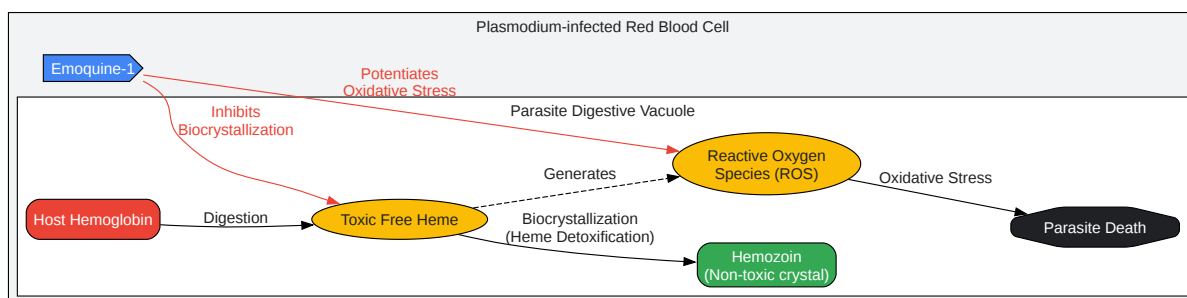 Plasmodium-infected Red Blood Cell
Emoquine-1
Potentiates
Oxidative Stress
Inhibits
Biocrystallization
Parasite Digestive Vacuole
Reactive Oxygen
Species (ROS)
Generates
Oxidative Stress
Host Hemoglobin
Digestion
Toxic Free Heme
Biocrystallization
(Heme Detoxification)
Parasite Death
Hemozoin
(Non-toxic crystal)